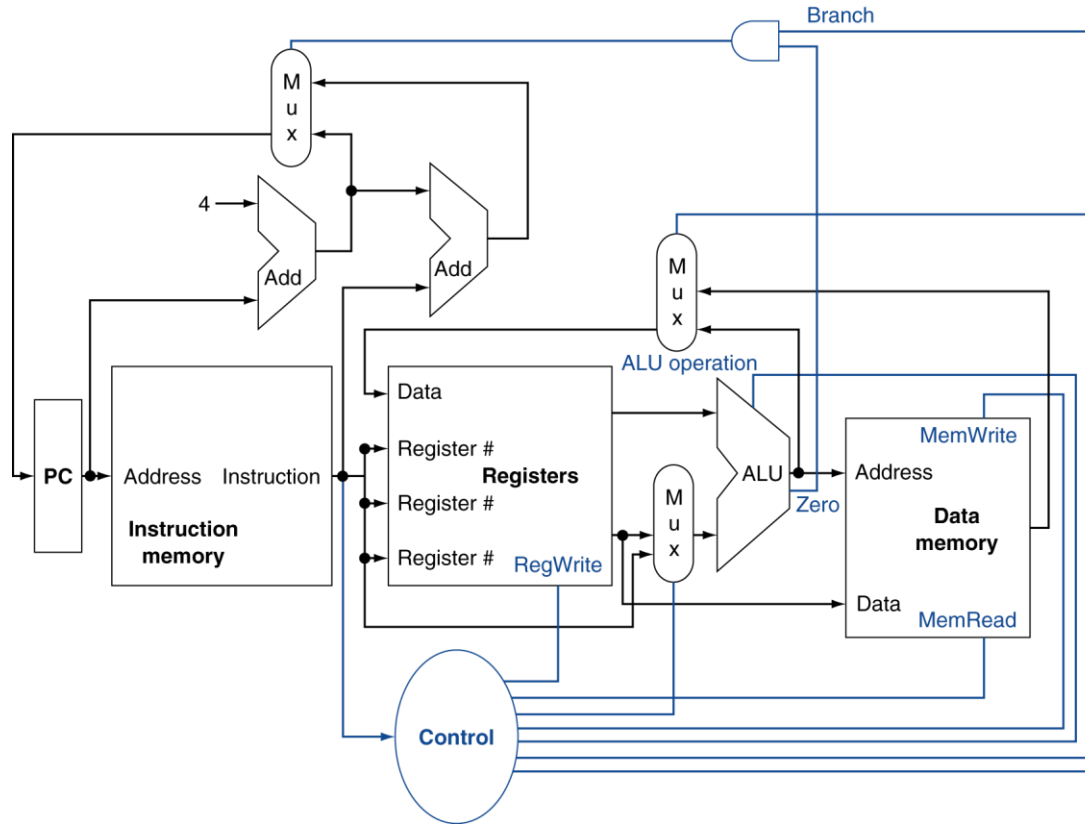 Branch
M
u
x
4
Add
Add
M
u
x
ALU operation
Data
Register #
Registers
Register #
Register #
RegWrite
PC
Address Instruction
Instruction
memory
M
u
x
ALU
Zero
MemWrite
Address
Data
memory
Data
MemRead
Control